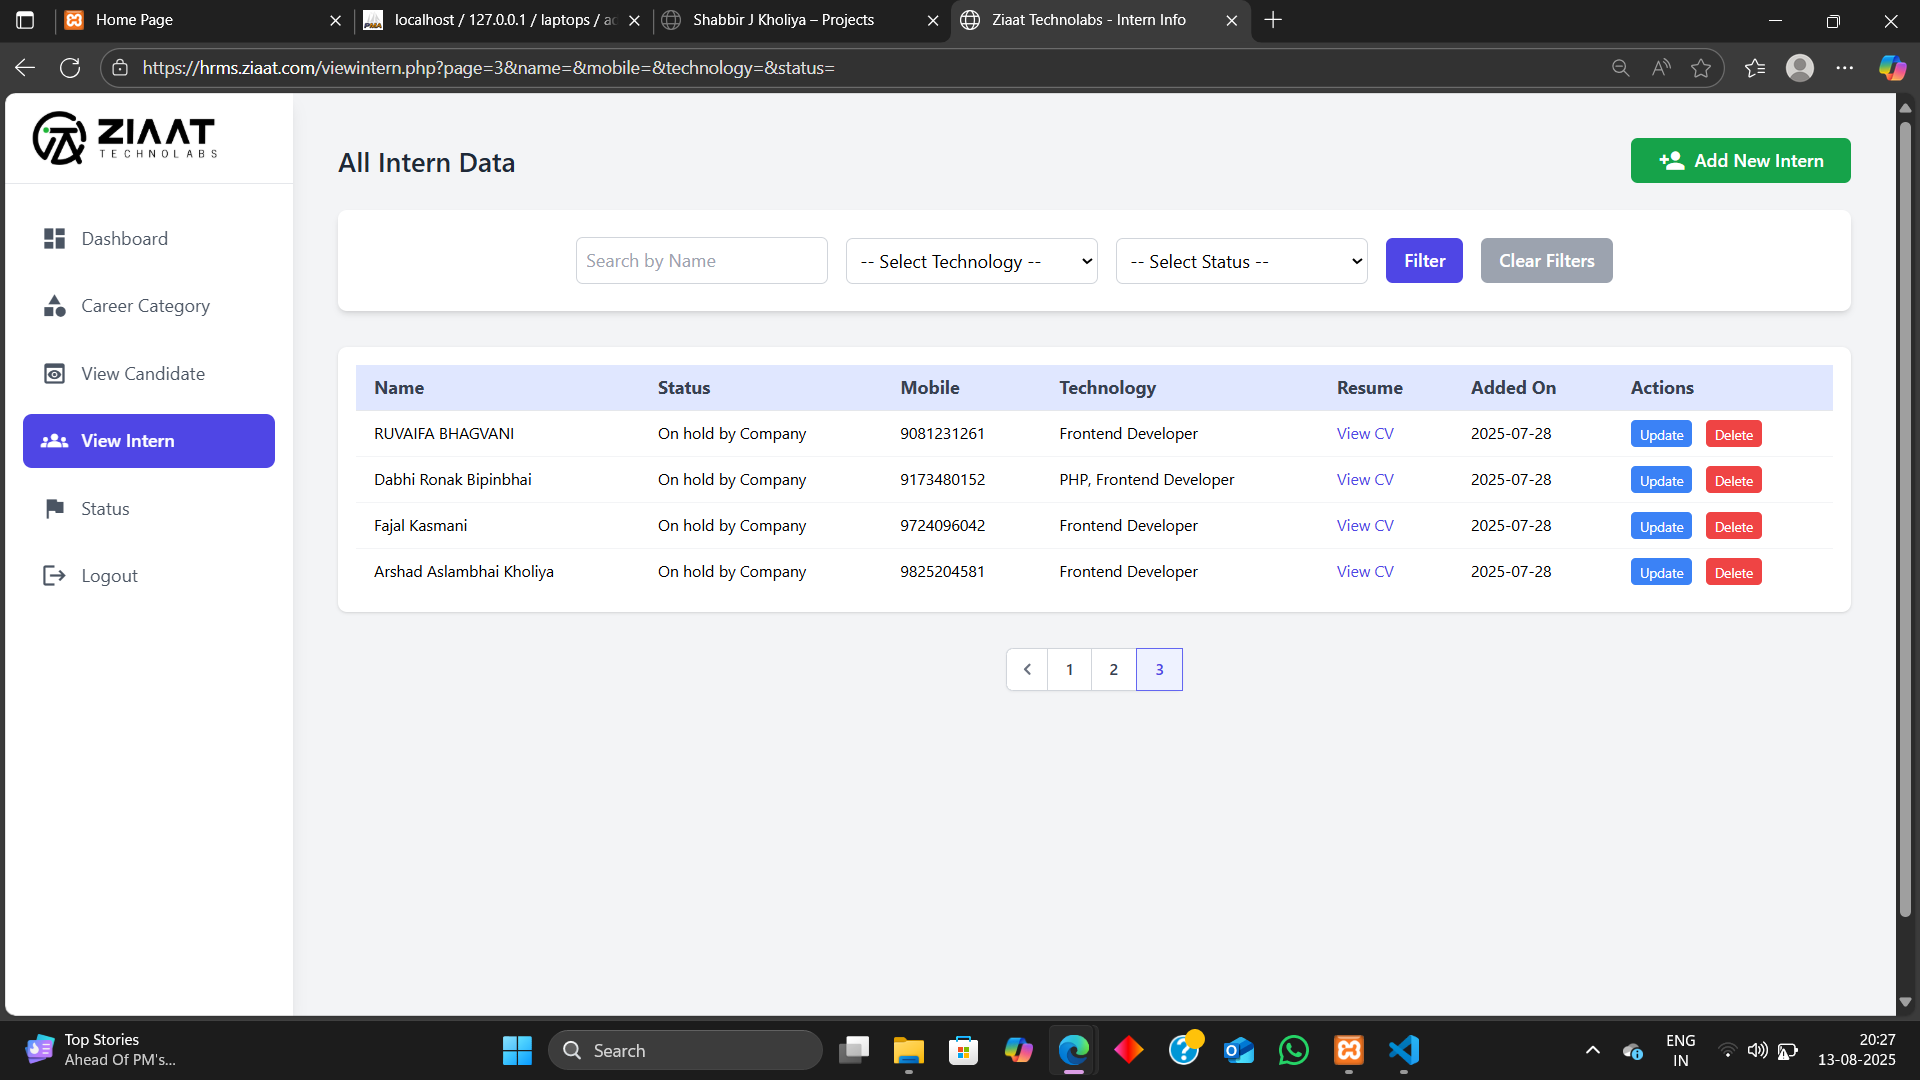 Home Page
localhost / 127.0.0.1 / laptops / ad
Shabbir J Kholiya – Projects
Ziaat Technolabs - Intern Info
https://hrms.ziaat.com/viewintern.php?page=3&name=&mobile=&technology=&status=
ZIAAT
TECHNOLABS
Dashboard
Career Category
View Candidate
View Intern
Status
Logout
All Intern Data
Add New Intern
Search by Name
-- Select Technology --
-- Select Status --
Filter
Clear Filters
Name Status Mobile Technology Resume Added On Actions
RUVAIFA BHAGVANI On hold by Company 9081231261 Frontend Developer View CV 2025-07-28 Update Delete
Dabhi Ronak Bipinbhai On hold by Company 9173480152 PHP, Frontend Developer View CV 2025-07-28 Update Delete
Fajal Kasmani On hold by Company 9724096042 Frontend Developer View CV 2025-07-28 Update Delete
Arshad Aslambhai Kholiya On hold by Company 9825204581 Frontend Developer View CV 2025-07-28 Update Delete
1 2 3
Top Stories
Ahead Of PM's...
Search
ENG
IN
20:27
13-08-2025